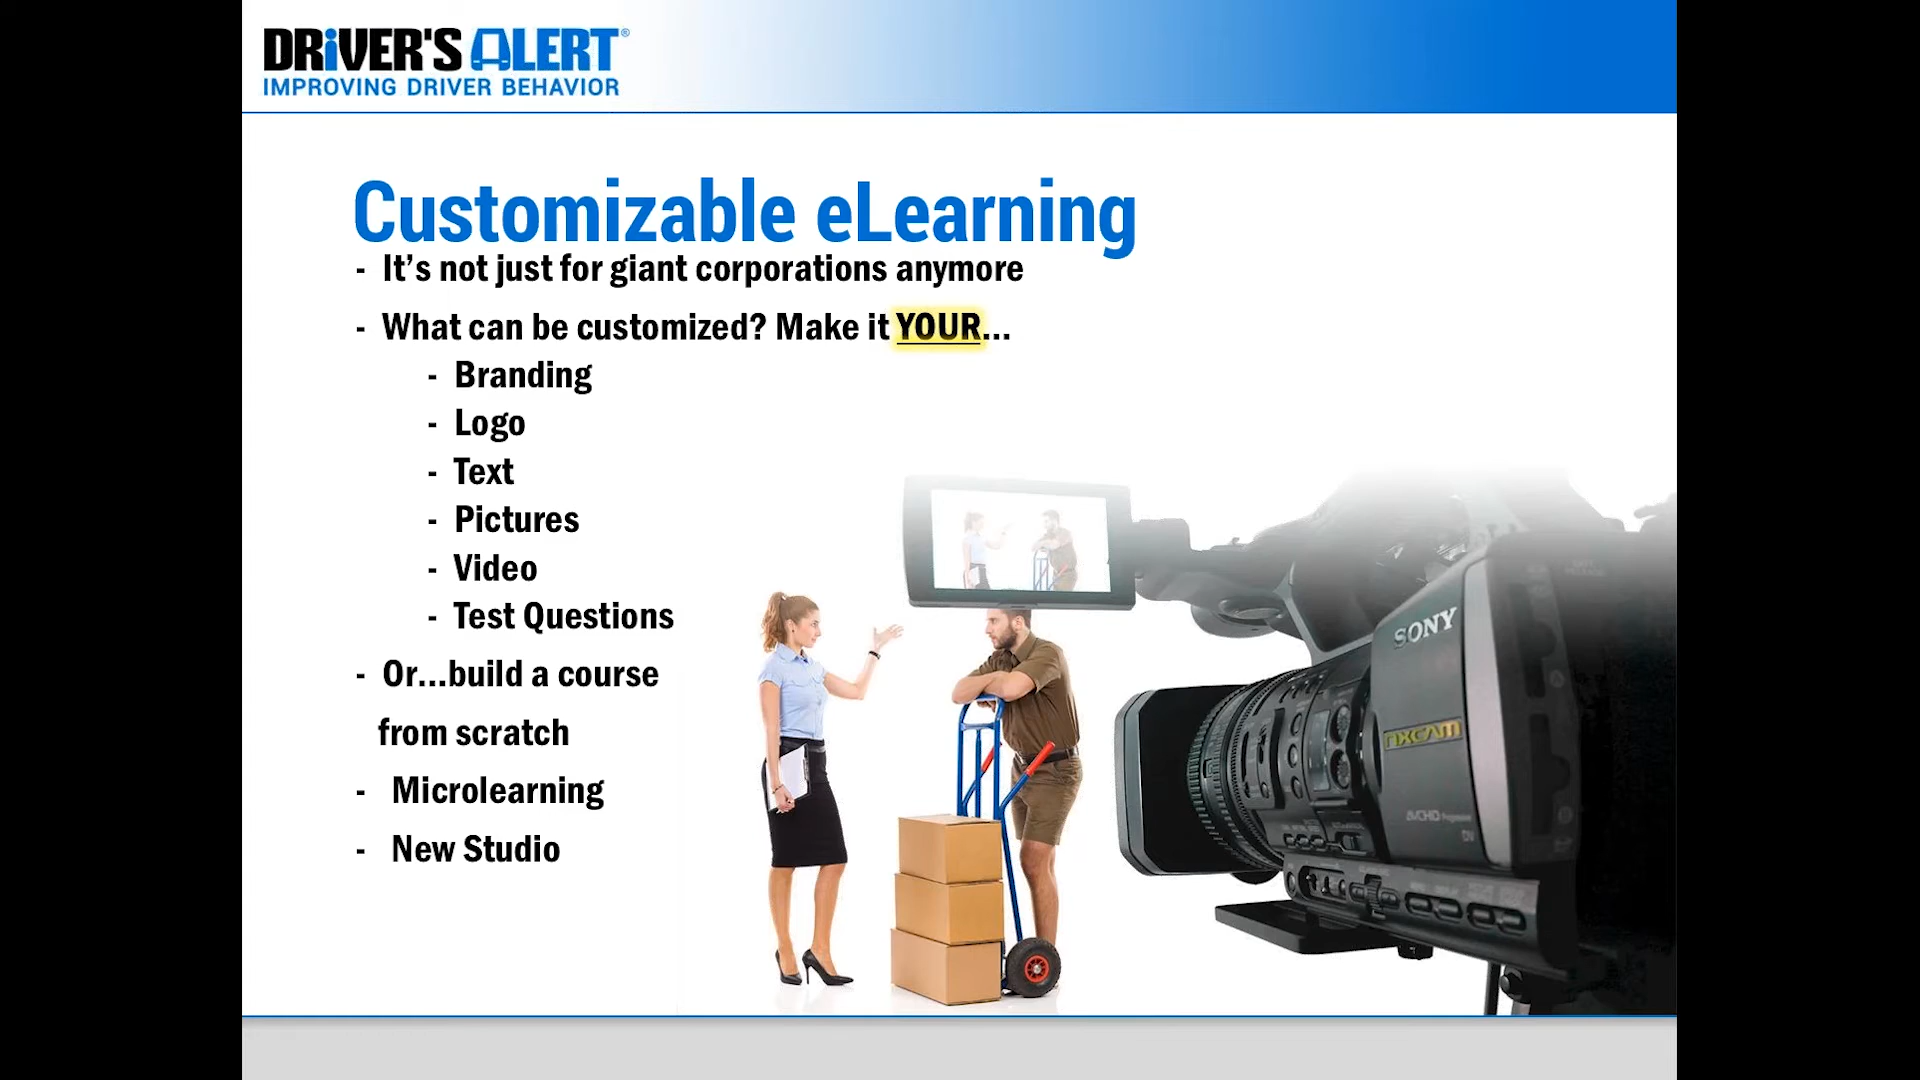 DRiVER'S ALERT®
IMPROVING DRIVER BEHAVIOR
Customizable eLearning
- It’s not just for giant corporations anymore
- What can be customized? Make it YOUR...
- Branding
- Logo
- Text
- Pictures
- Video
- Test Questions
- Or...build a course
from scratch
- Microlearning
- New Studio
SONY
NXCAM
AVCHD Progressive